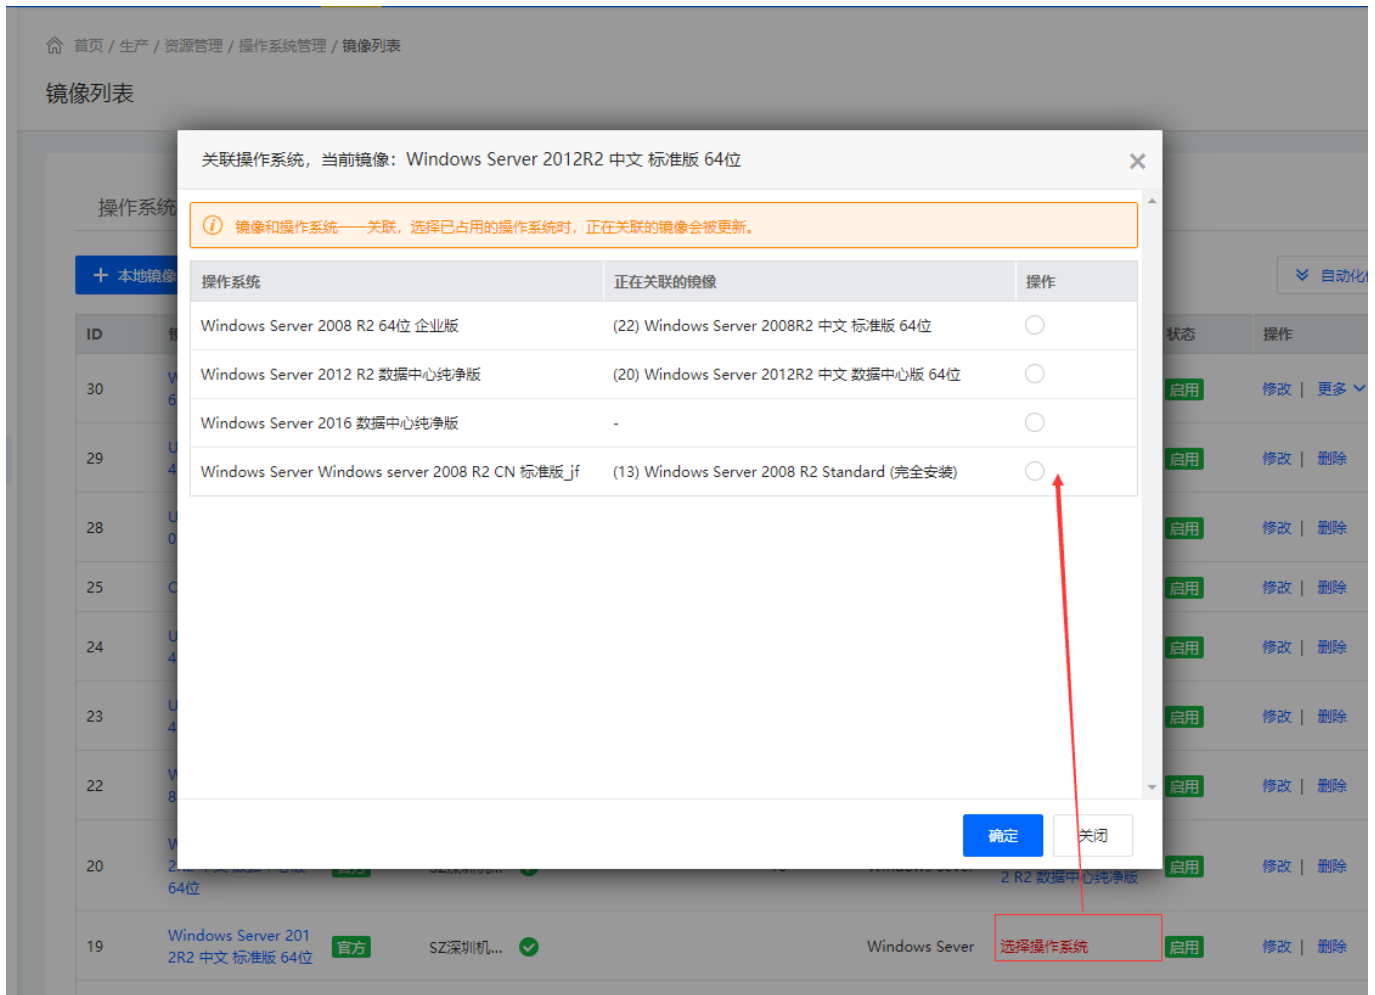 首页 / 生产 / 资源管理 / 操作系统管理 / 镜像列表
镜像列表
关联操作系统，当前镜像：Windows Server 2012R2 中文 标准版 64位
操作系统
镜像和操作系统一一关联，选择已占用的操作系统时，正在关联的镜像会被更新。
+ 本地镜像
自动化
操作系统 正在关联的镜像 操作
Windows Server 2008 R2 64位 企业版 (22) Windows Server 2008R2 中文 标准版 64位
Windows Server 2012 R2 数据中心纯净版 (20) Windows Server 2012R2 中文 数据中心版 64位
Windows Server 2016 数据中心纯净版 -
Windows Server Windows server 2008 R2 CN 标准版_jf (13) Windows Server 2008 R2 Standard (完全安装)
确定 关闭
ID 状态 操作
30 W 6 启用 修改 | 更多
29 U 4 启用 修改 | 删除
28 U 0 启用 修改 | 删除
25 C 启用 修改 | 删除
24 U 4 启用 修改 | 删除
23 U 4 启用 修改 | 删除
22 W 8 启用 修改 | 删除
20 启用 修改 | 删除
64位 2 R2 数据中心纯净版
Windows Server 201
19 官方 SZ深圳机... Windows Sever 选择操作系统 启用 修改 | 删除
2R2 中文 标准版 64位